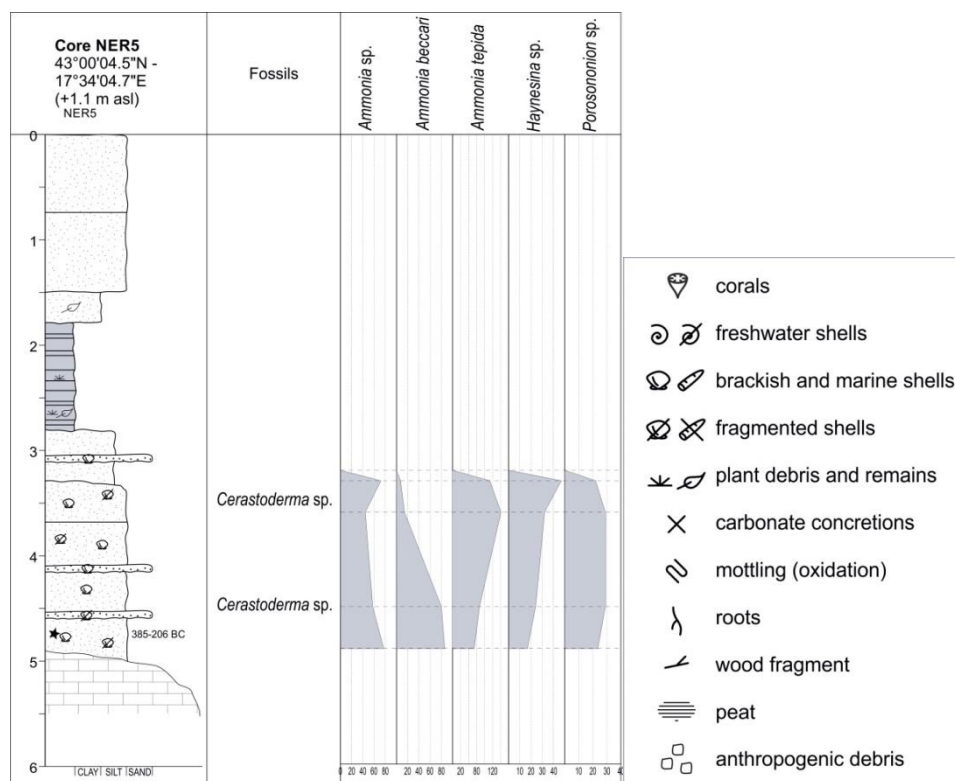 Core NER5
43°00'04.5"N -
17°34'04.7"E
(+1.1 m asl)
NER5
Fossils
Ammonia sp.
Ammonia beccari
Ammonia tepida
Haynesina sp.
Porosononion sp.
0
1
2
3
4
5
6
Cerastoderma sp.
Cerastoderma sp.
385-206 BC
CLAY SILT SAND
0 20 40 60 80
20 40 60 80
20 80 120
10 20 30 40
10 20 30 40
corals
freshwater shells
brackish and marine shells
fragmented shells
plant debris and remains
carbonate concretions
mottling (oxidation)
roots
wood fragment
peat
anthropogenic debris